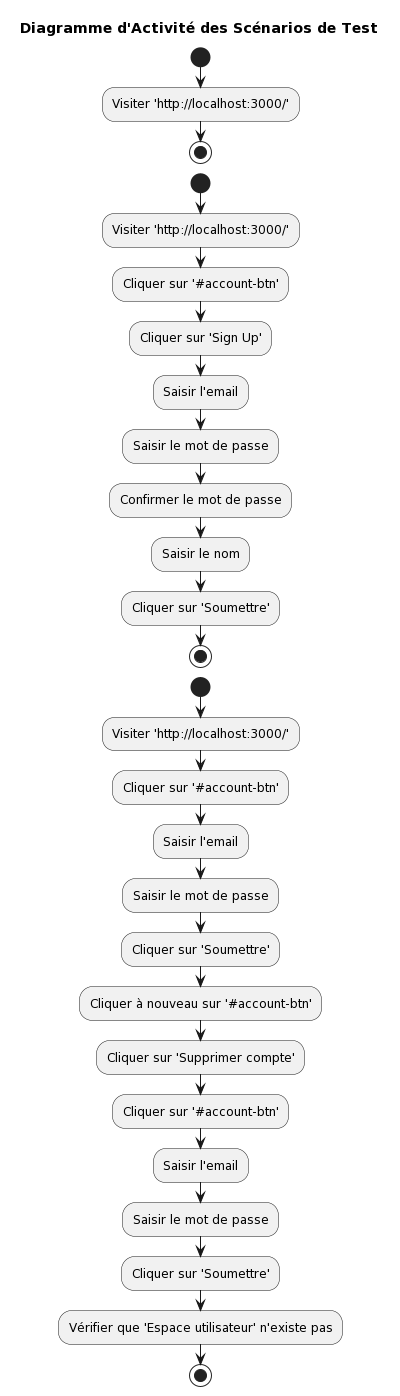 Diagramme d'Activité des Scénarios de Test
Visiter 'http://localhost:3000/'
Visiter 'http://localhost:3000/'
Cliquer sur '#account-btn'
Cliquer sur 'Sign Up'
Saisir l'email
Saisir le mot de passe
Confirmer le mot de passe
Saisir le nom
Cliquer sur 'Soumettre'
Visiter 'http://localhost:3000/'
Cliquer sur '#account-btn'
Saisir l'email
Saisir le mot de passe
Cliquer sur 'Soumettre'
Cliquer à nouveau sur '#account-btn'
Cliquer sur 'Supprimer compte'
Cliquer sur '#account-btn'
Saisir l'email
Saisir le mot de passe
Cliquer sur 'Soumettre'
Vérifier que 'Espace utilisateur' n'existe pas